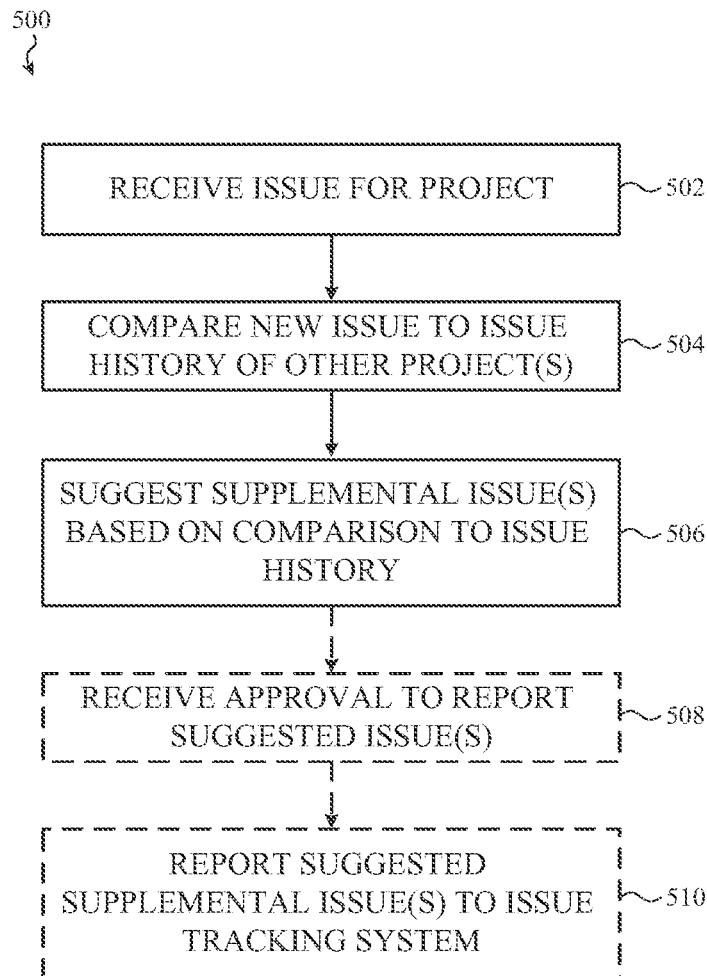 500
RECEIVE ISSUE FOR PROJECT
502
COMPARE NEW ISSUE TO ISSUE
HISTORY OF OTHER PROJECT(S)
504
SUGGEST SUPPLEMENTAL ISSUE(S)
BASED ON COMPARISON TO ISSUE
HISTORY
506
RECEIVE APPROVAL TO REPORT
SUGGESTED ISSUE(S)
508
REPORT SUGGESTED
SUPPLEMENTAL ISSUE(S) TO ISSUE
TRACKING SYSTEM
510